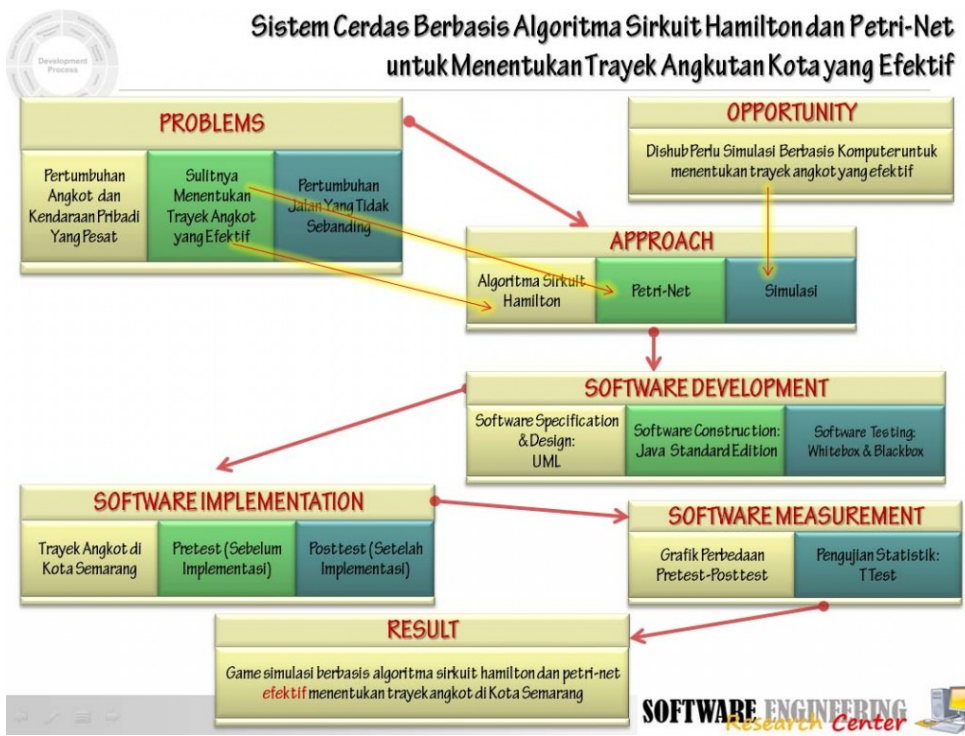 Sistem Cerdas Berbasis Algoritma Sirkuit Hamilton dan Petri-Net
untuk Menentukan Trayek Angkutan Kota yang Efektif
Development
Process
PROBLEMS
Pertumbuhan
Angkot dan
Kendaraan Pribadi
Yang Pesat
Sulitnya
Menentukan
Trayek Angkot
yang Efektif
Pertumbuhan
Jalan Yang Tidak
Sebanding
OPPORTUNITY
Dishub Perlu Simulasi Berbasis Komputer untuk
menentukan trayek angkot yang efektif
APPROACH
Algoritma Sirkuit
Hamilton
Petri-Net
Simulasi
SOFTWARE DEVELOPMENT
Software Specification
& Design:
UML
Software Construction:
Java Standard Edition
Software Testing:
Whitebox & Blackbox
SOFTWARE IMPLEMENTATION
Trayek Angkot di
Kota Semarang
Pretest (Sebelum
Implementasi)
Posttest (Setelah
Implementasi)
SOFTWARE MEASUREMENT
Grafik Perbedaan
Pretest-Posttest
Pengujian Statistik:
T Test
RESULT
Game simulasi berbasis algoritma sirkuit hamilton dan petri-net
efektif menentukan trayek angkot di Kota Semarang
SOFTWARE ENGINEERING
Research Center